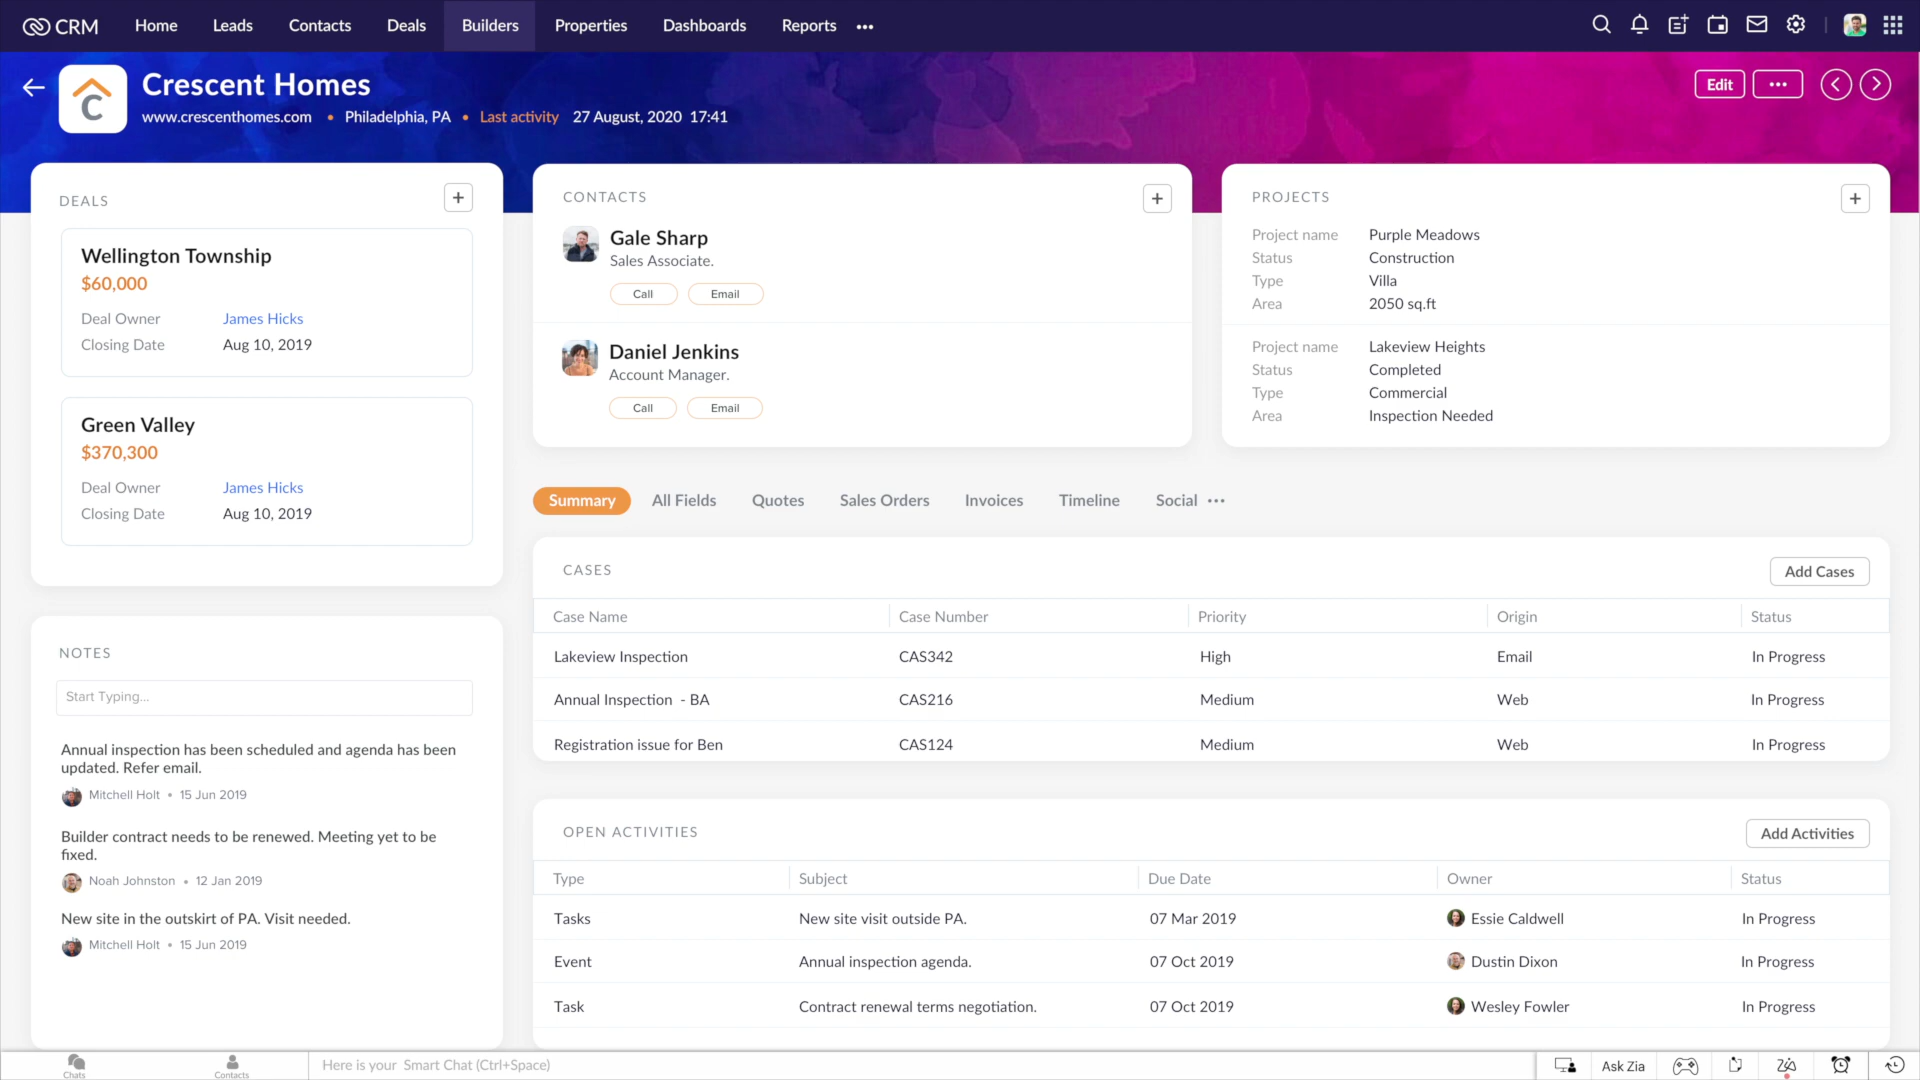 CRM
Home
Leads
Contacts
Deals
Builders
Properties
Dashboards
Reports
Crescent Homes
www.crescenthomes.com • Philadelphia, PA • Last activity 27 August, 2020 17:41
Edit
C
DEALS
Wellington Township
$60,000
Deal Owner James Hicks
Closing Date Aug 10, 2019
Green Valley
$370,300
Deal Owner James Hicks
Closing Date Aug 10, 2019
NOTES
Start Typing...
Annual inspection has been scheduled and agenda has been
updated. Refer email.
Mitchell Holt • 15 Jun 2019
Builder contract needs to be renewed. Meeting yet to be
fixed.
Noah Johnston • 12 Jan 2019
New site in the outskirt of PA. Visit needed.
Mitchell Holt • 15 Jun 2019
CONTACTS
Gale Sharp
Sales Associate.
Call Email
Daniel Jenkins
Account Manager.
Call Email
PROJECTS
Project name Purple Meadows
Status Construction
Type Villa
Area 2050 sq.ft
Project name Lakeview Heights
Status Completed
Type Commercial
Area Inspection Needed
Summary All Fields Quotes Sales Orders Invoices Timeline Social
CASES
Add Cases
Case Name Case Number Priority Origin Status
Lakeview Inspection CAS342 High Email In Progress
Annual Inspection - BA CAS216 Medium Web In Progress
Registration issue for Ben CAS124 Medium Web In Progress
OPEN ACTIVITIES
Add Activities
Type Subject Due Date Owner Status
Tasks New site visit outside PA. 07 Mar 2019 Essie Caldwell In Progress
Event Annual inspection agenda. 07 Oct 2019 Dustin Dixon In Progress
Task Contract renewal terms negotiation. 07 Oct 2019 Wesley Fowler In Progress
Chats
Contacts
Here is your Smart Chat (Ctrl+Space)
Ask Zia